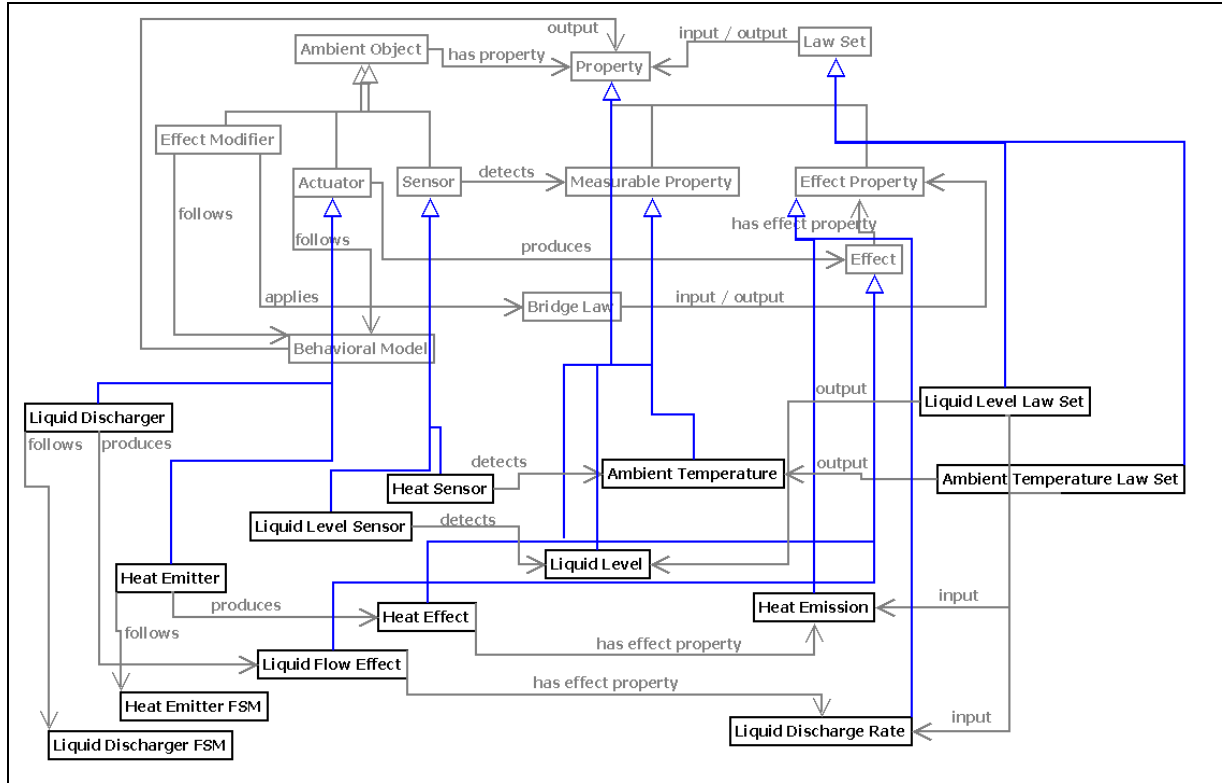 output
input / output
Law Set
Ambient Object
has property
Property
Effect Modifier
Actuator
Sensor
detects
Measurable Property
Effect Property
follows
follows
has effect property
produces
Effect
applies
Bridge Law
input / output
Behavioral Model
output
Liquid Level Law Set
Liquid Discharger
follows
produces
detects
Ambient Temperature
output
Ambient Temperature Law Set
Heat Sensor
Liquid Level Sensor
detects
Liquid Level
Heat Emitter
produces
Heat Effect
Heat Emission
input
follows
has effect property
Liquid Flow Effect
has effect property
Heat Emitter FSM
Liquid Discharge Rate
input
Liquid Discharger FSM